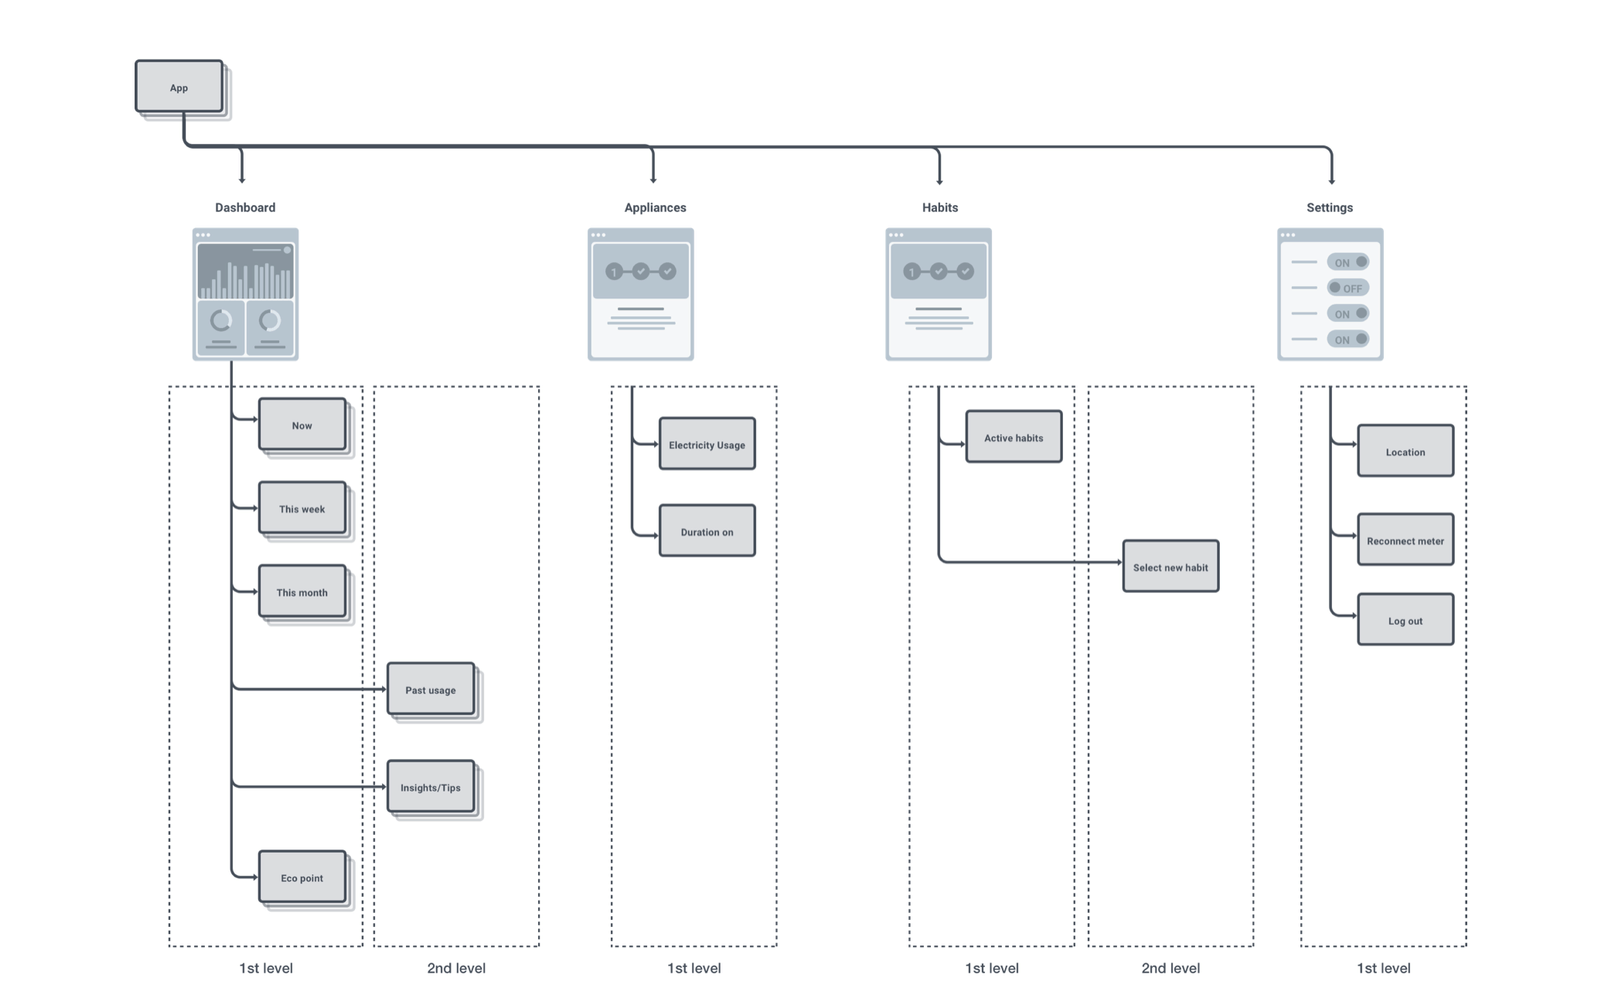 App
Dashboard
Appliances
Habits
Settings
1
1
ON
OFF
ON
ON
Now
This week
This month
Past usage
Insights/Tips
Eco point
Electricity Usage
Duration on
Active habits
Select new habit
Location
Reconnect meter
Log out
1st level
2nd level
1st level
1st level
2nd level
1st level